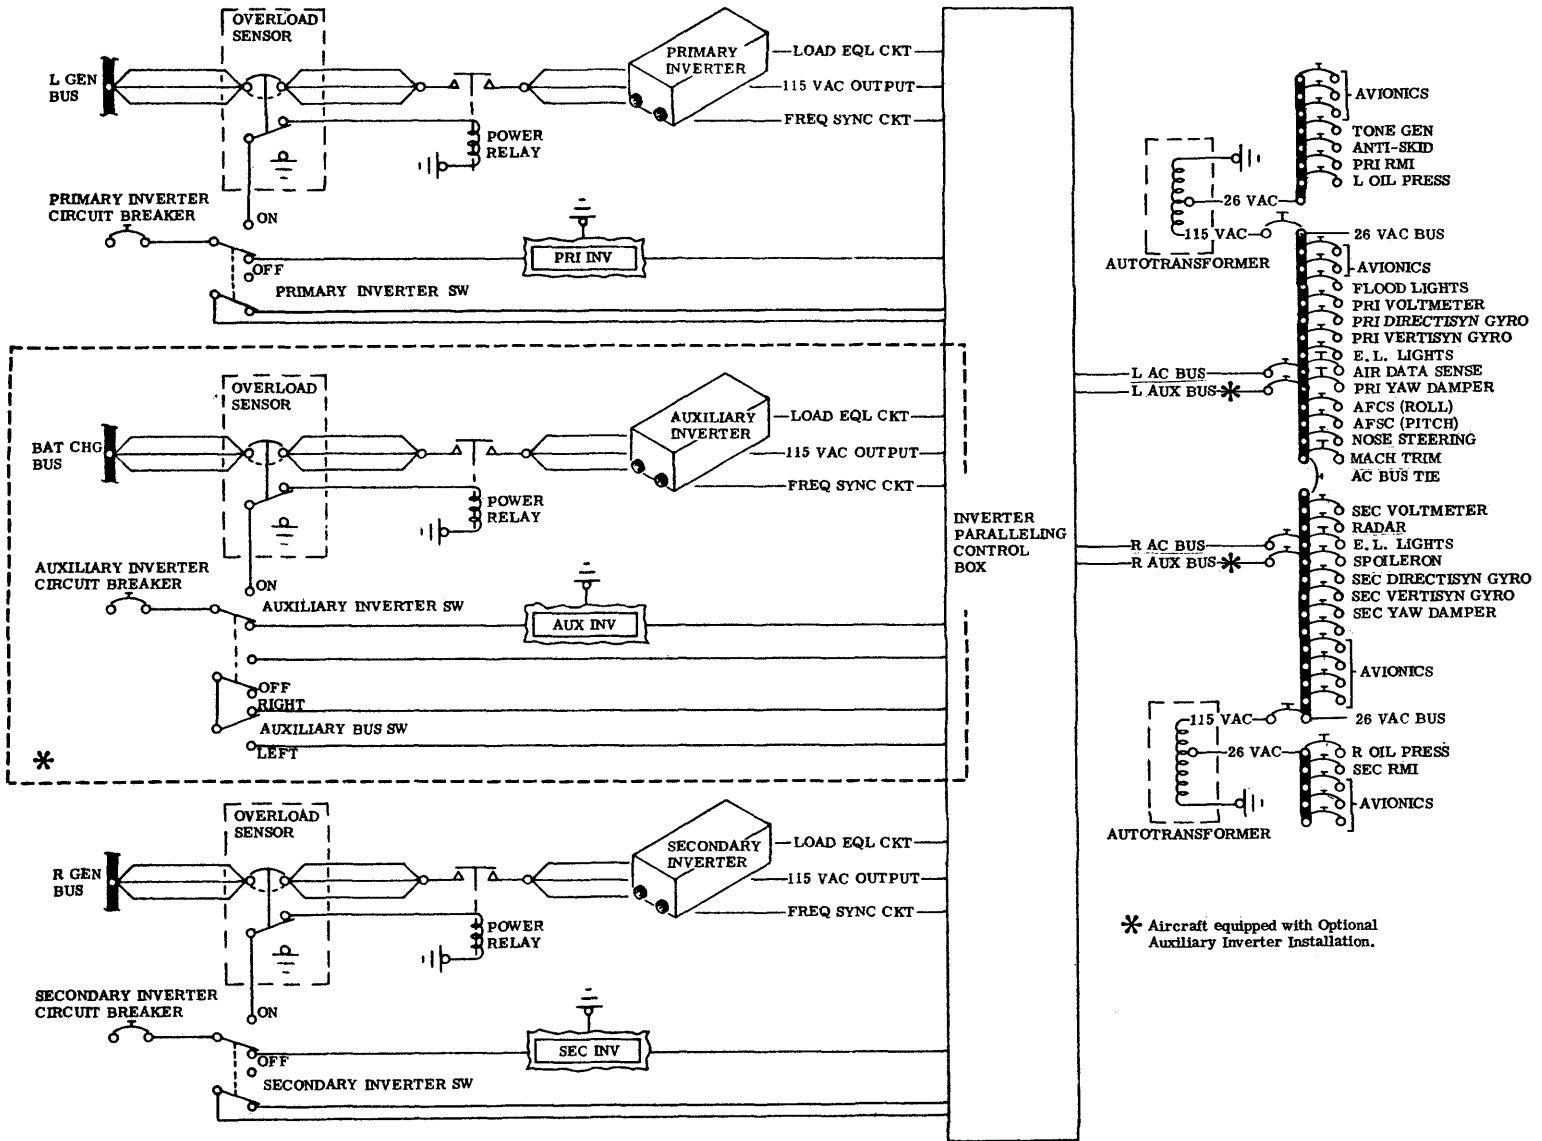 OVERLOAD
SENSOR
L GEN
BUS
POWER
RELAY
PRIMARY
INVERTER
LOAD EQL CKT
115 VAC OUTPUT
FREQ SYNC CKT
PRIMARY INVERTER
CIRCUIT BREAKER
ON
OFF
PRI INV
PRIMARY INVERTER SW
OVERLOAD
SENSOR
BAT CHG
BUS
POWER
RELAY
AUXILIARY
INVERTER
LOAD EQL CKT
115 VAC OUTPUT
FREQ SYNC CKT
AUXILIARY INVERTER
CIRCUIT BREAKER
ON
AUXILIARY INVERTER SW
AUX INV
OFF
RIGHT
AUXILIARY BUS SW
LEFT
*
OVERLOAD
SENSOR
R GEN
BUS
POWER
RELAY
SECONDARY
INVERTER
LOAD EQL CKT
115 VAC OUTPUT
FREQ SYNC CKT
SECONDARY INVERTER
CIRCUIT BREAKER
ON
OFF
SEC INV
SECONDARY INVERTER SW
INVERTER
PARALLELING
CONTROL
BOX
L AC BUS
L AUX BUS *
R AC BUS
R AUX BUS *
AVIONICS
TONE GEN
ANTI-SKID
PRI RMI
L OIL PRESS
26 VAC
115 VAC
AUTOTRANSFORMER
26 VAC BUS
AVIONICS
FLOOD LIGHTS
PRI VOLTMETER
PRI DIRECTISYN GYRO
PRI VERTISYN GYRO
E.L. LIGHTS
AIR DATA SENSE
PRI YAW DAMPER
AFCS (ROLL)
AFSC (PITCH)
NOSE STEERING
MACH TRIM
AC BUS TIE
SEC VOLTMETER
RADAR
E.L. LIGHTS
SPOILERON
SEC DIRECTISYN GYRO
SEC VERTISYN GYRO
SEC YAW DAMPER
AVIONICS
115 VAC
26 VAC BUS
26 VAC
R OIL PRESS
SEC RMI
AVIONICS
AUTOTRANSFORMER
* Aircraft equipped with Optional
Auxiliary Inverter Installation.